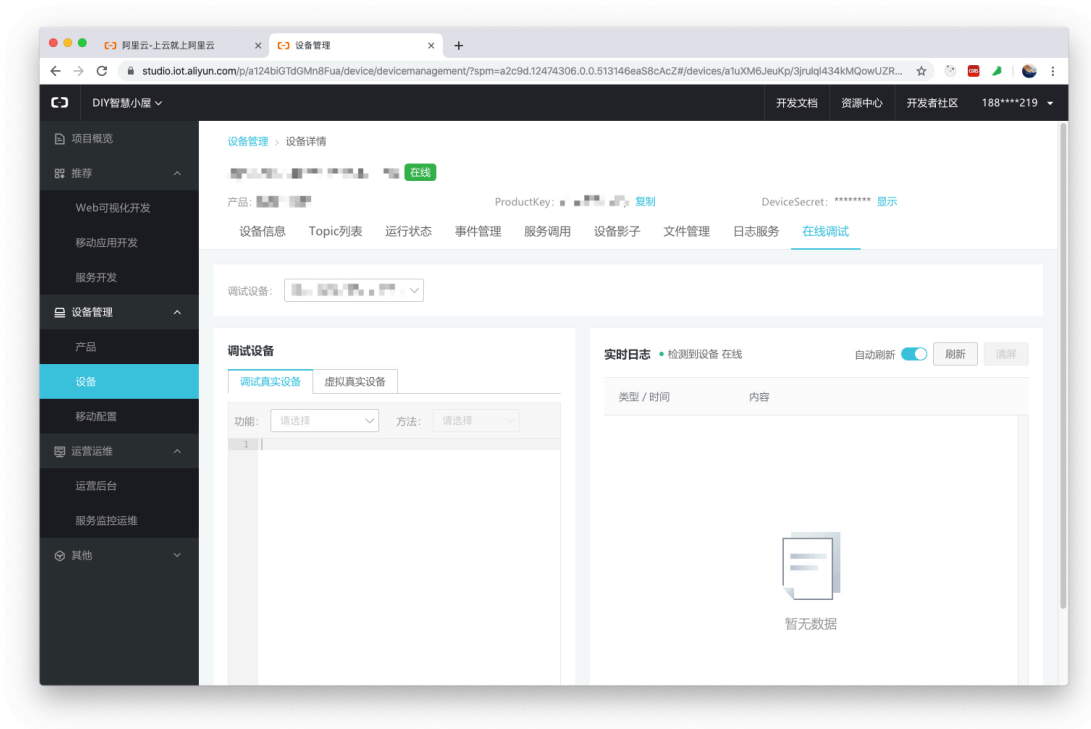 阿里云-上云就上阿里云
设备管理
studio.iot.aliyun.com/p/a124biGTdGMn8Fua/device/devicemanagement/?spm=a2c9d.12474306.0.0.513146eaS8cAcZ#/devices/a1uXM6JeuKp/3jrulql434kMQowUZR...
DIY智慧小屋
开发文档
资源中心
开发者社区
188****219
项目概览
推荐
Web可视化开发
移动应用开发
服务开发
设备管理
产品
设备
移动配置
运营运维
运营后台
服务监控运维
其他
设备管理 > 设备详情
在线
产品:
ProductKey: 复制
DeviceSecret: ******** 显示
设备信息 Topic列表 运行状态 事件管理 服务调用 设备影子 文件管理 日志服务 在线调试
调试设备:
调试设备
调试真实设备 虚拟真实设备
功能: 请选择 方法: 请选择
1
实时日志 • 检测到设备 在线
自动刷新 刷新 清屏
类型 / 时间 内容
暂无数据